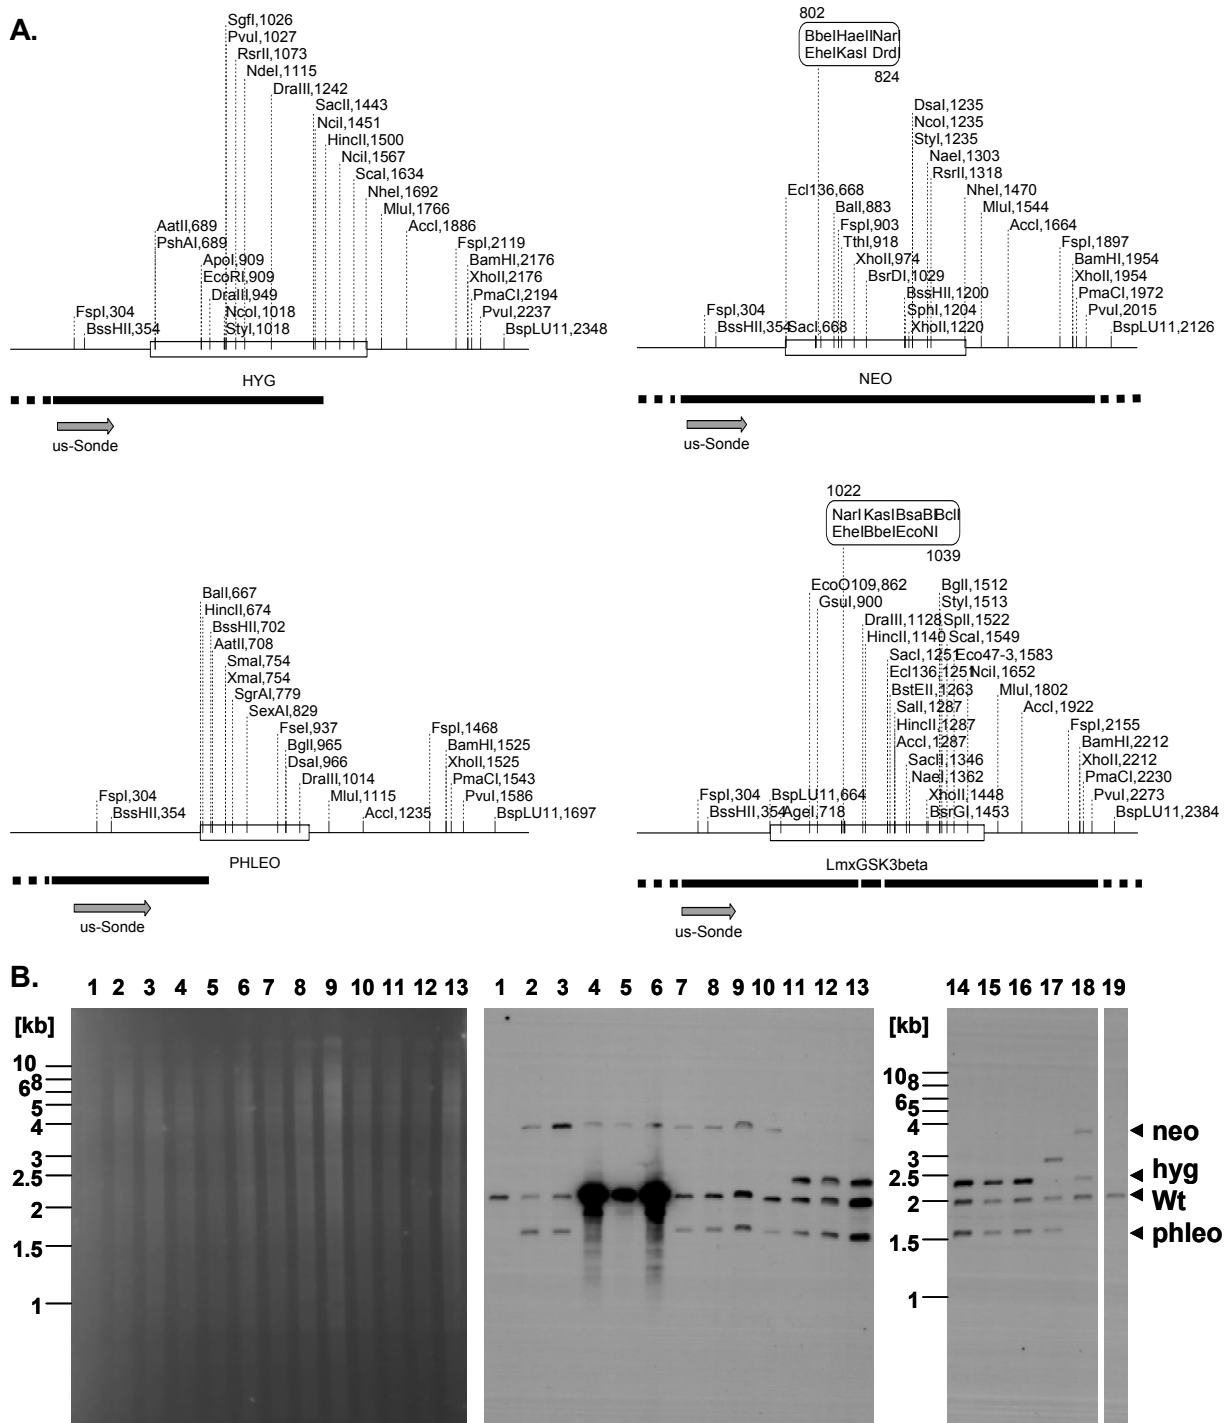 A.
SgfI,1026
PvuI,1027
RsrII,1073
NdeI,1115
DraIII,1242
SacII,1443
NciI,1451
HincII,1500
NciI,1567
ScaI,1634
NheI,1692
MluI,1766
AatII,689
AccI,1886
PshAI,689
FspI,2119
ApoI,909
BamHI,2176
EcoRI,909
XhoII,2176
DraIII,949
PmaCI,2194
FspI,304
NcoI,1018
PvuI,2237
BssHII,354
StyI,1018
BspLU11,2348
HYG
us-Sonde
802
BbeIHaeIINarI
EheIKasI DrdI
824
DsaI,1235
NcoI,1235
StyI,1235
NaeI,1303
RsrII,1318
Ecl136,668
NheI,1470
BalI,883
MluI,1544
FspI,903
AccI,1664
TthI,918
FspI,1897
XhoII,974
BamHI,1954
BsrDI,1029
XhoII,1954
BssHII,1200
PmaCI,1972
FspI,304
SphI,1204
PvuI,2015
BssHII,354
SacI,668
XhoII,1220
BspLU11,2126
NEO
us-Sonde
BalI,667
HincII,674
BssHII,702
AatII,708
SmaI,754
XmaI,754
SgrAI,779
SexAI,829
FseI,937
FspI,1468
BglI,965
BamHI,1525
DsaI,966
XhoII,1525
DraIII,1014
PmaCI,1543
FspI,304
MluI,1115
PvuI,1586
BssHII,354
AccI,1235
BspLU11,1697
PHLEO
us-Sonde
1022
NarIKasIBsaBIBclI
EheIBbeIEcoNI
1039
EcoO109,862
BglI,1512
GsuI,900
StyI,1513
DraIII,1128
SplI,1522
HincII,1140
ScaI,1549
SacI,1251
Eco47-3,1583
Ecl136,1251
NciI,1652
BstEII,1263
MluI,1802
SalI,1287
AccI,1922
HincII,1287
FspI,2155
AccI,1287
BamHI,2212
SacII,1346
XhoII,2212
NaeI,1362
PmaCI,2230
FspI,304
BspLU11,664
XhoII,1448
PvuI,2273
BssHII,354
AgeI,718
BsrGI,1453
BspLU11,2384
LmxGSK3beta
us-Sonde
B.
1 2 3 4 5 6 7 8 9 10 11 12 13
[kb]
10
8
6
5
4
3
2.5
2
1.5
1
1 2 3 4 5 6 7 8 9 10 11 12 13
14 15 16 17 18 19
[kb]
10
8
6
5
4
3
2.5
2
1.5
1
neo
hyg
Wt
phleo